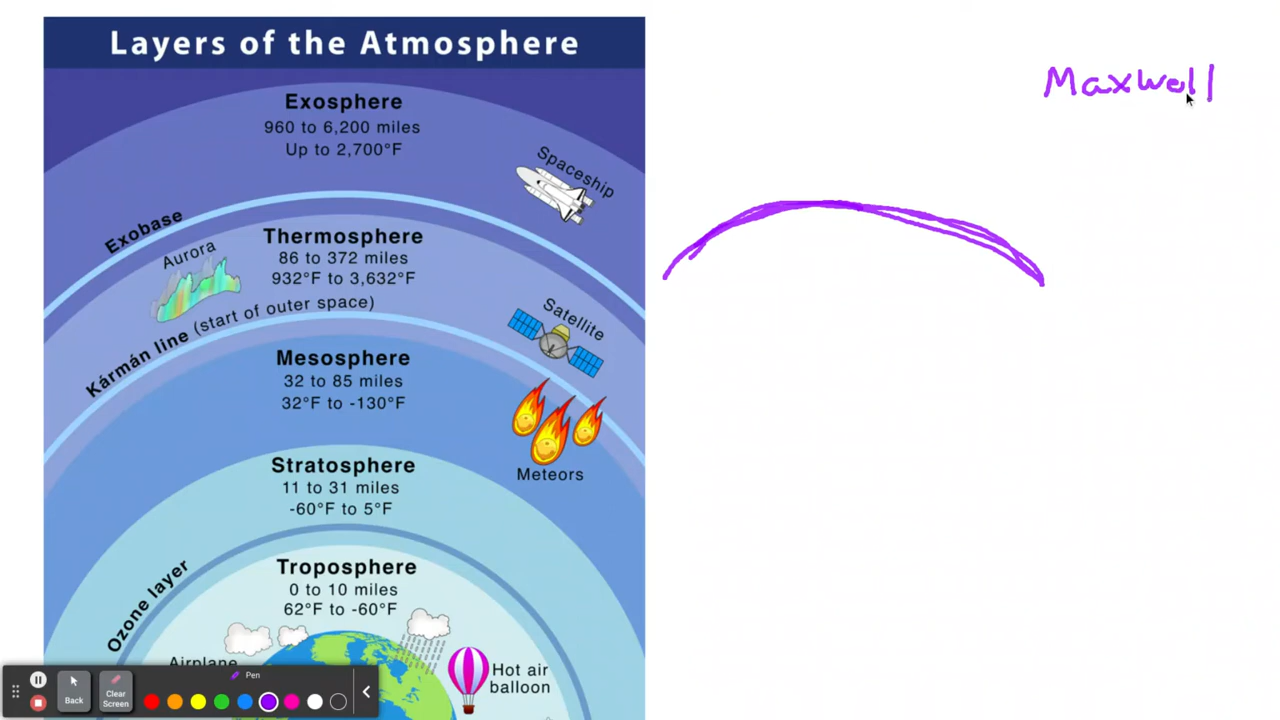 Layers of the Atmosphere
Maxwell
Exosphere
960 to 6,200 miles
Up to 2,700°F
Spaceship
Exobase
Thermosphere
86 to 372 miles
932°F to 3,632°F
Aurora
Kármán line (start of outer space)
Satellite
Mesosphere
32 to 85 miles
32°F to -130°F
Meteors
Stratosphere
11 to 31 miles
-60°F to 5°F
Ozone layer
Troposphere
0 to 10 miles
62°F to -60°F
Airplane
Hot air
balloon
Pen
Back
Clear
Screen